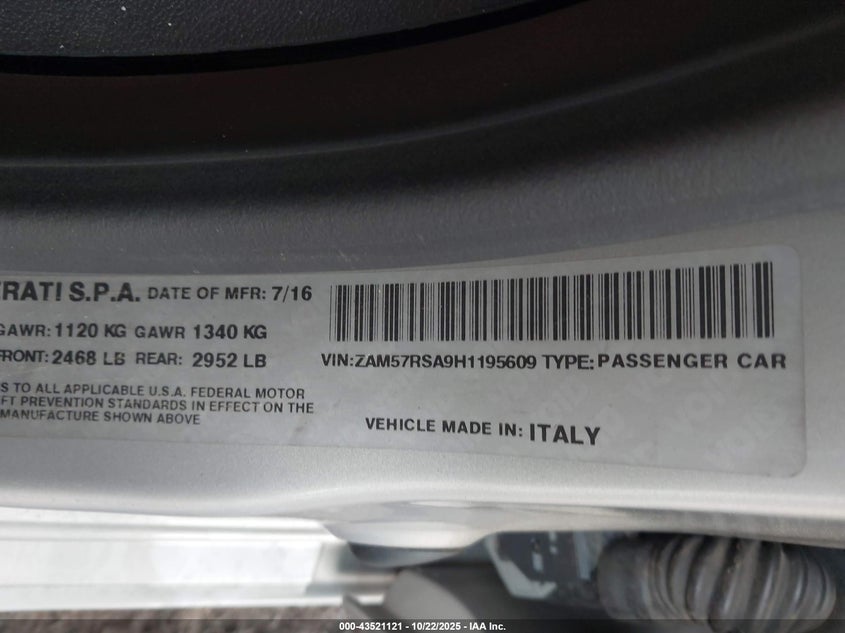 ERATI S.P.A. DATE OF MFR: 7/16
GAWR: 1120 KG GAWR 1340 KG
FRONT: 2468 LB REAR: 2952 LB
VIN:ZAM57RSA9H1195609 TYPE: PASSENGER CAR
S TO ALL APPLICABLE U.S.A. FEDERAL MOTOR
FT PREVENTION STANDARDS IN EFFECT ON THE
MANUFACTURE SHOWN ABOVE
VEHICLE MADE IN: ITALY
000-43521121 - 10/22/2025 - IAA Inc.